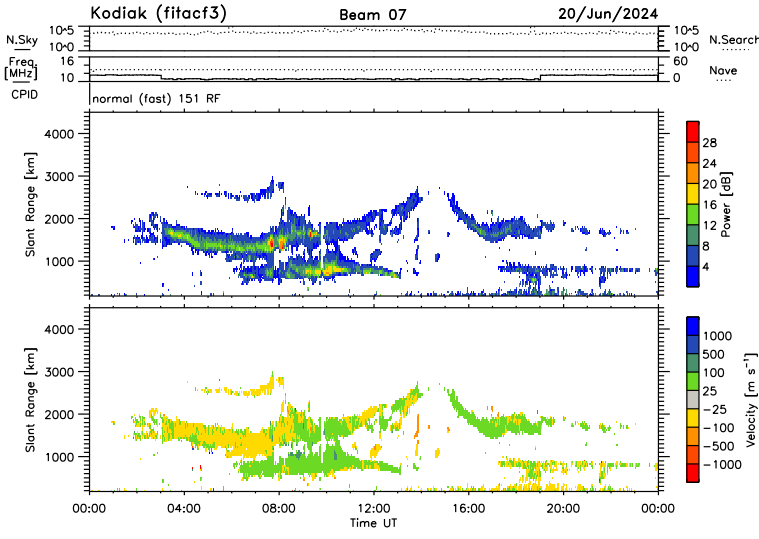 Kodiak (fitacf3) Beam 07 20/Jun/2024
N.Sky 10^5 10^0 10^5 10^0 N.Search
Freq. [MHz] 16 10 60 0 Nave
CPID normal (fast) 151 RF
Slant Range [km] 4000 3000 2000 1000
Power [dB] 28 24 20 16 12 8 4
Slant Range [km] 4000 3000 2000 1000
Velocity [m s⁻¹] 1000 500 100 25 −25 −100 −500 −1000
00:00 04:00 08:00 12:00 16:00 20:00 00:00
Time UT